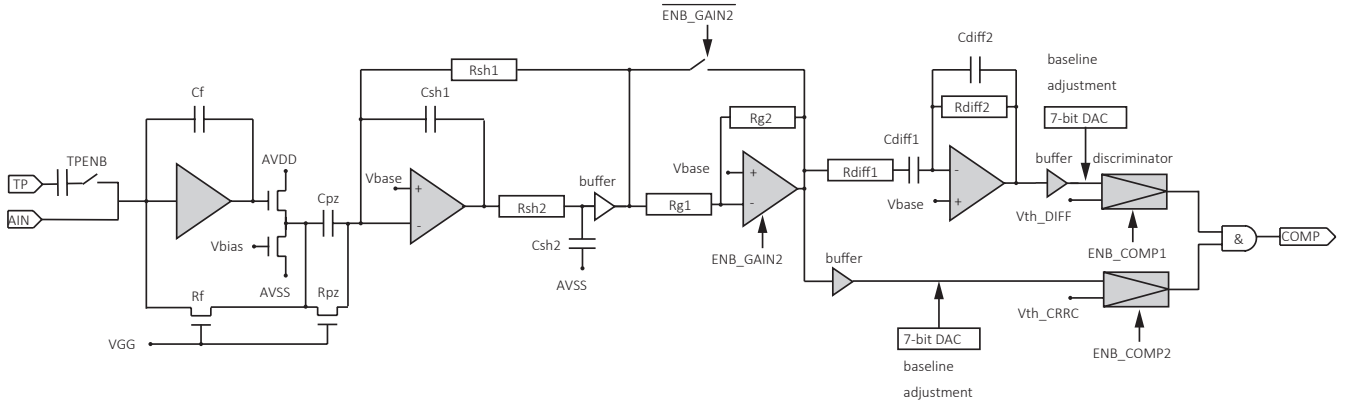 ENB_GAIN2
Cdiff2
baseline
adjustment
Rsh1
Cf
Csh1
Rg2
Rdiff2
7-bit DAC
TPENB
AVDD
Cdiff1
buffer
discriminator
TP
Vbase
+
Vbase
+
-
Rdiff1
AIN
Cpz
buffer
Rsh2
Rg1
-
Vbase
+
Vth_DIFF
-
Vbias
Csh2
ENB_GAIN2
ENB_COMP1
&
COMP
buffer
AVSS
AVSS
Rf
Rpz
Vth_CRRC
VGG
7-bit DAC
ENB_COMP2
baseline
adjustment